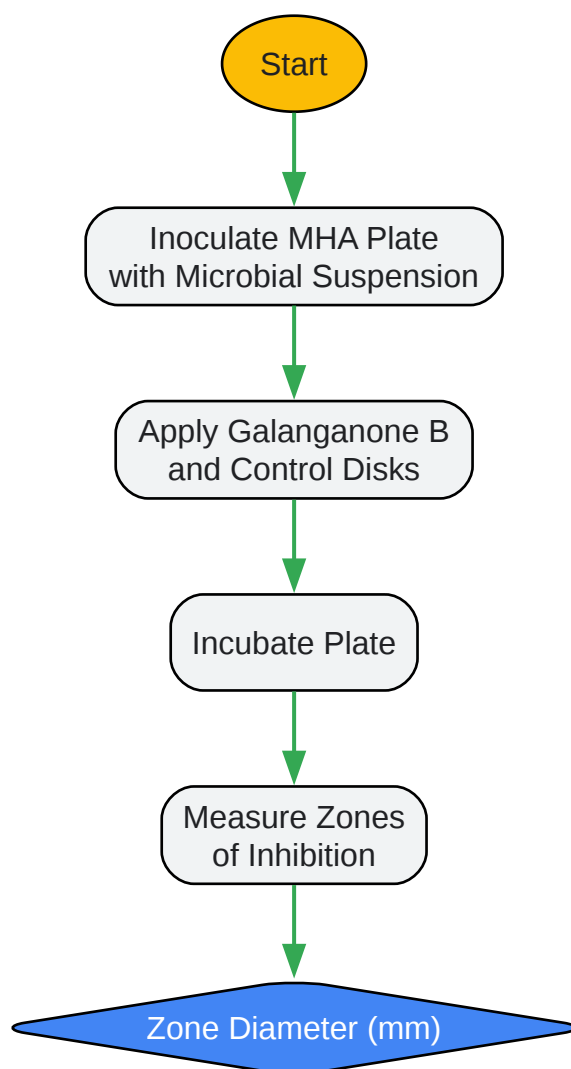 Start
Inoculate MHA Plate
with Microbial Suspension
Apply Galanganone B
and Control Disks
Incubate Plate
Measure Zones
of Inhibition
Zone Diameter (mm)